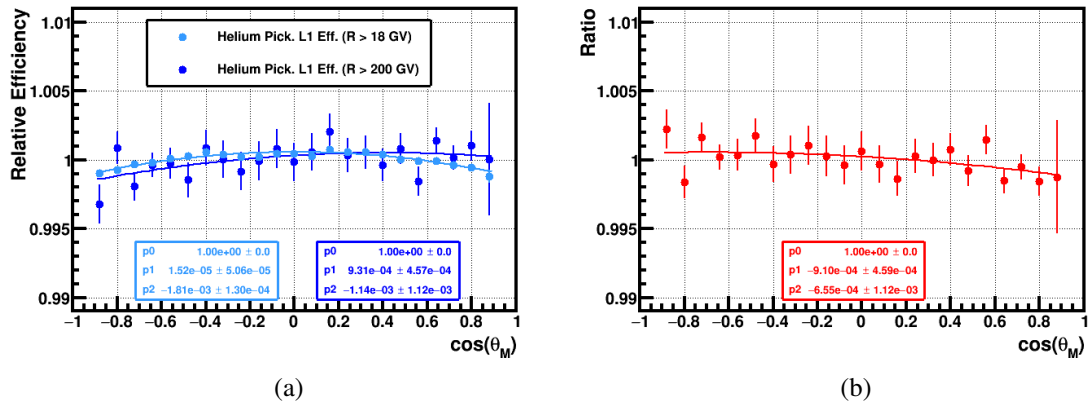 Relative Efficiency
1.01
1.005
1
0.995
0.99
Helium Pick. L1 Eff. (R > 18 GV)
Helium Pick. L1 Eff. (R > 200 GV)
p0 1.00e+00 ± 0.0
p1 1.52e−05 ± 5.06e−05
p2 −1.81e−03 ± 1.30e−04
p0 1.00e+00 ± 0.0
p1 9.31e−04 ± 4.57e−04
p2 −1.14e−03 ± 1.12e−03
−1 −0.8 −0.6 −0.4 −0.2 0 0.2 0.4 0.6 0.8 1
cos(θM)
(a)
Ratio
1.01
1.005
1
0.995
0.99
p0 1.00e+00 ± 0.0
p1 −9.10e−04 ± 4.59e−04
p2 −6.55e−04 ± 1.12e−03
−1 −0.8 −0.6 −0.4 −0.2 0 0.2 0.4 0.6 0.8 1
cos(θM)
(b)